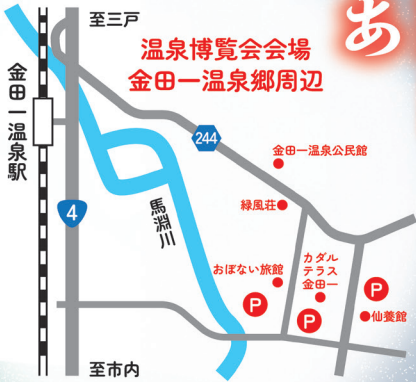 至三戸
あ
温泉博覧会会場
金田一温泉郷周辺
金田一温泉駅
244
金田一温泉公民館
4
馬淵川
緑風荘
おぼない旅館
カダル
テラス
金田一
P
P
P
仙養館
至市内